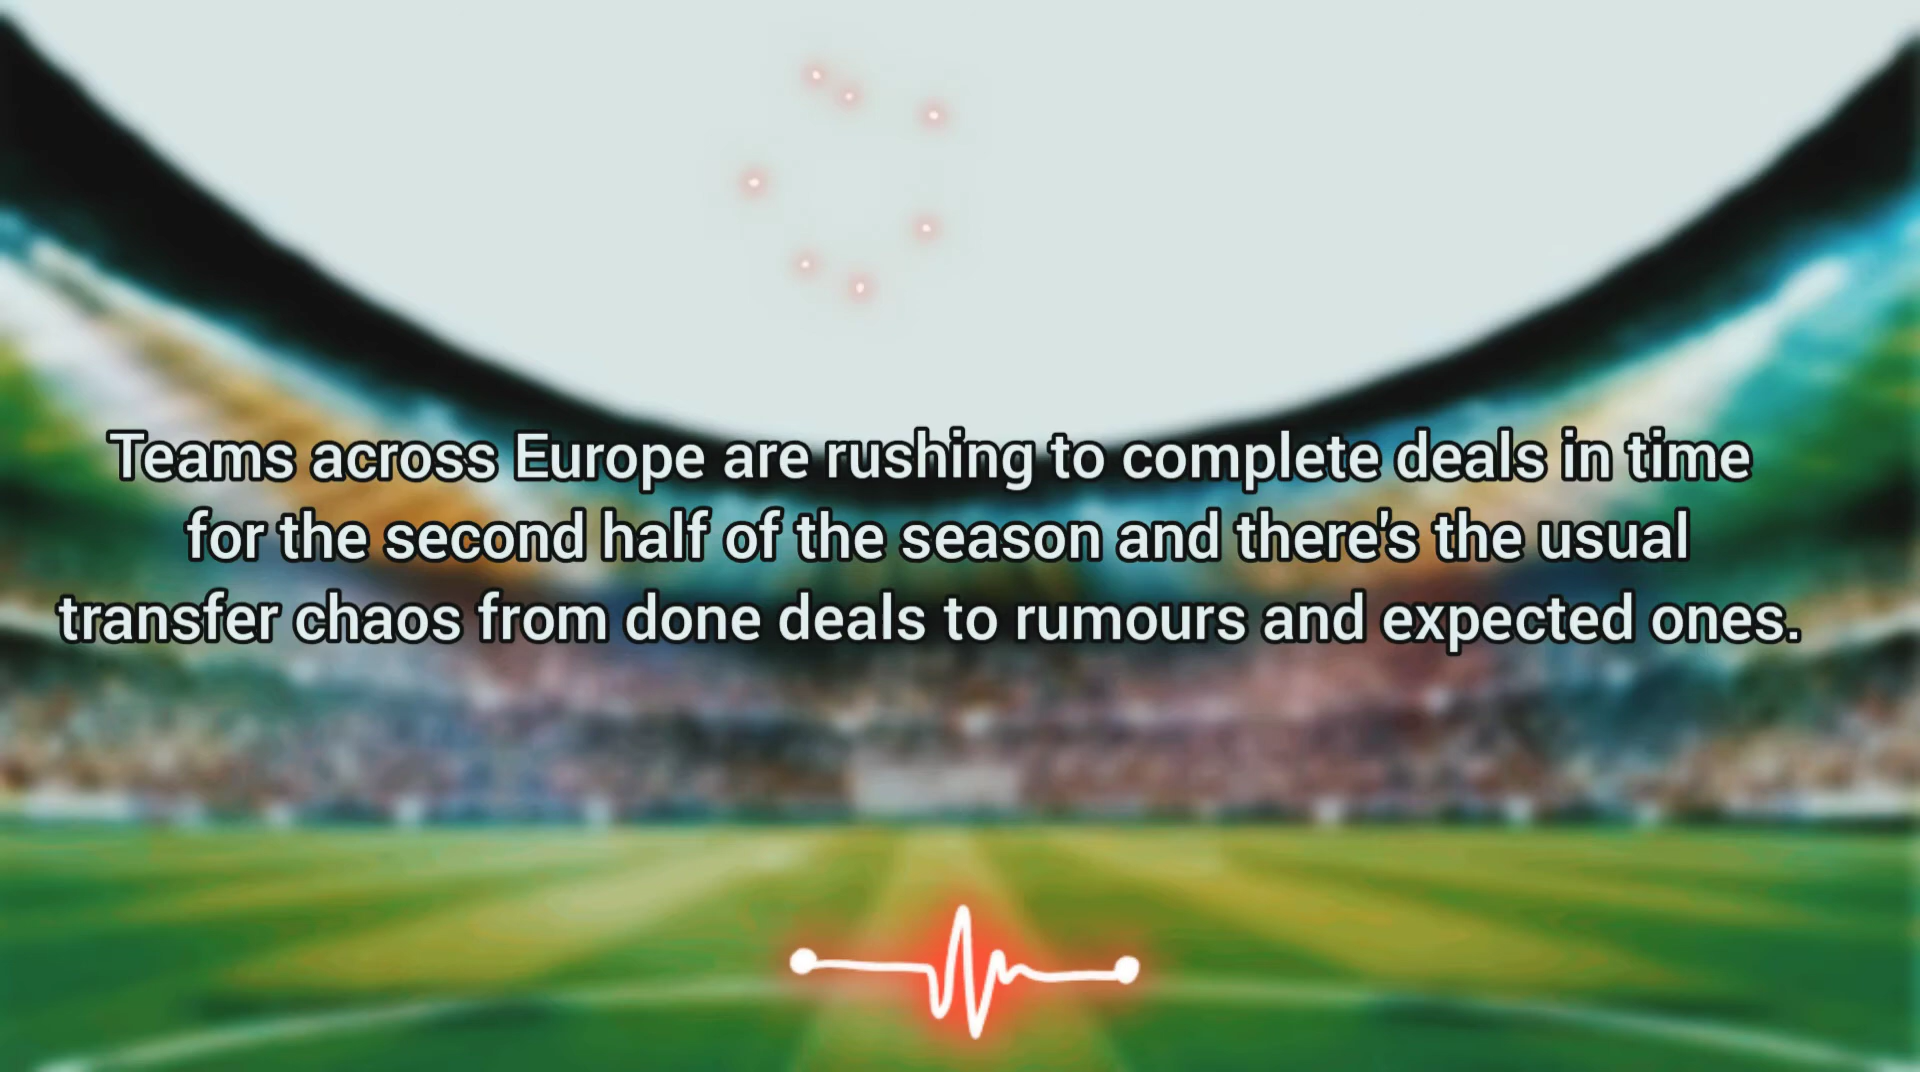 Teams across Europe are rushing to complete deals in time
for the second half of the season and there's the usual
transfer chaos from done deals to rumours and expected ones.